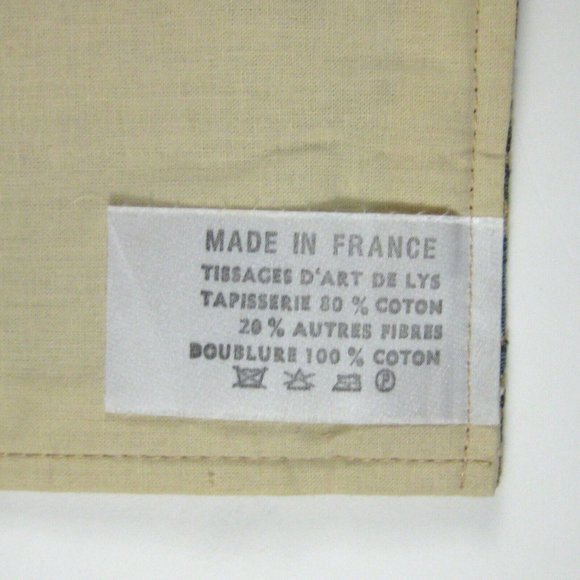 MADE IN FRANCE
TISSAGES D'ART DE LYS
TAPISSERIE 80 % COTON
20 % AUTRES FIBRES
DOUBLURE 100 % COTON
P